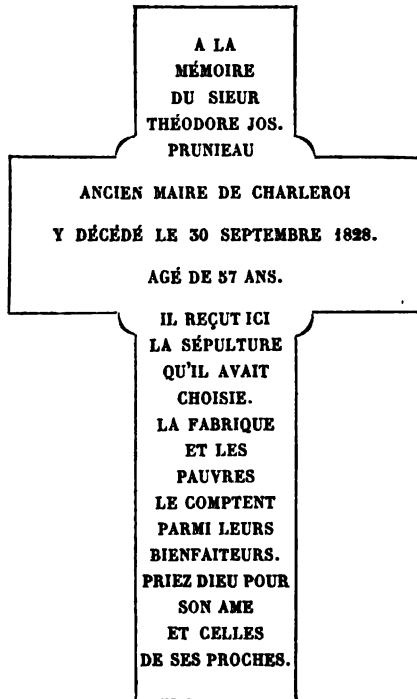 A LA
MÉMOIRE
DU SIEUR
THÉODORE JOS.
PRUNIEAU
ANCIEN MAIRE DE CHARLEROI
Y DÉCÉDÉ LE 30 SEPTEMBRE 1828.
AGÉ DE 57 ANS.
IL REÇUT ICI
LA SÉPULTURE
QU'IL AVAIT
CHOISIE.
LA FABRIQUE
ET LES
PAUVRES
LE COMPTENT
PARMI LEURS
BIENFAITEURS.
PRIEZ DIEU POUR
SON AME
ET CELLES
DE SES PROCHES.